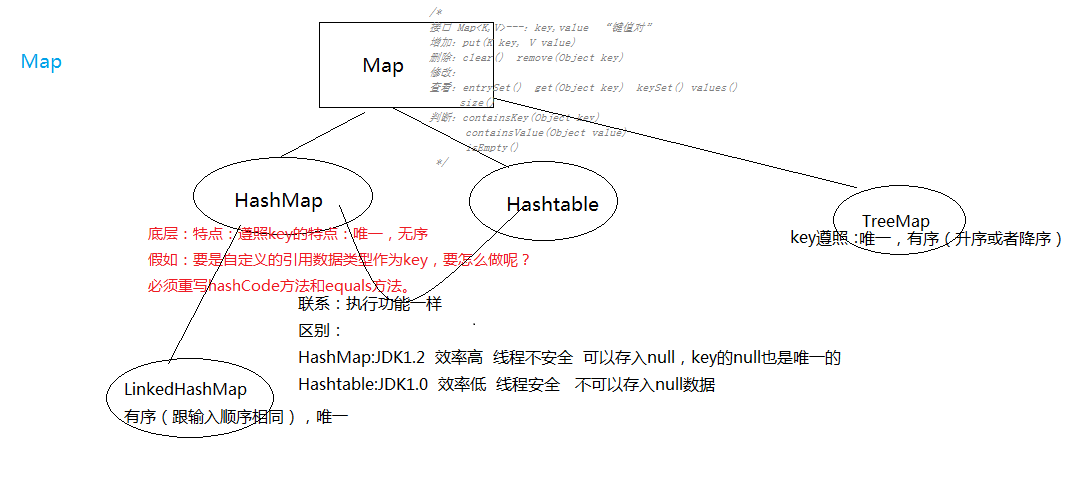 Map
/*
接口 Map<K,V>---：key,value  “键值对”
增加：put(K key, V value)
删除：clear()  remove(Object key)
修改：
查看：entrySet()  get(Object key)  keySet() values()
size()
判断：containsKey(Object key)
containsValue(Object value)
isEmpty()
*/
Map
HashMap
Hashtable
TreeMap
key遵照：唯一，有序（升序或者降序）
底层：特点：遵照key的特点：唯一，无序
假如：要是自定义的引用数据类型作为key，要怎么做呢？
必须重写hashCode方法和equals方法。
联系：执行功能一样
区别：
HashMap:JDK1.2  效率高  线程不安全  可以存入null，key的null也是唯一的
Hashtable:JDK1.0  效率低  线程安全   不可以存入null数据
LinkedHashMap
有序（跟输入顺序相同），唯一